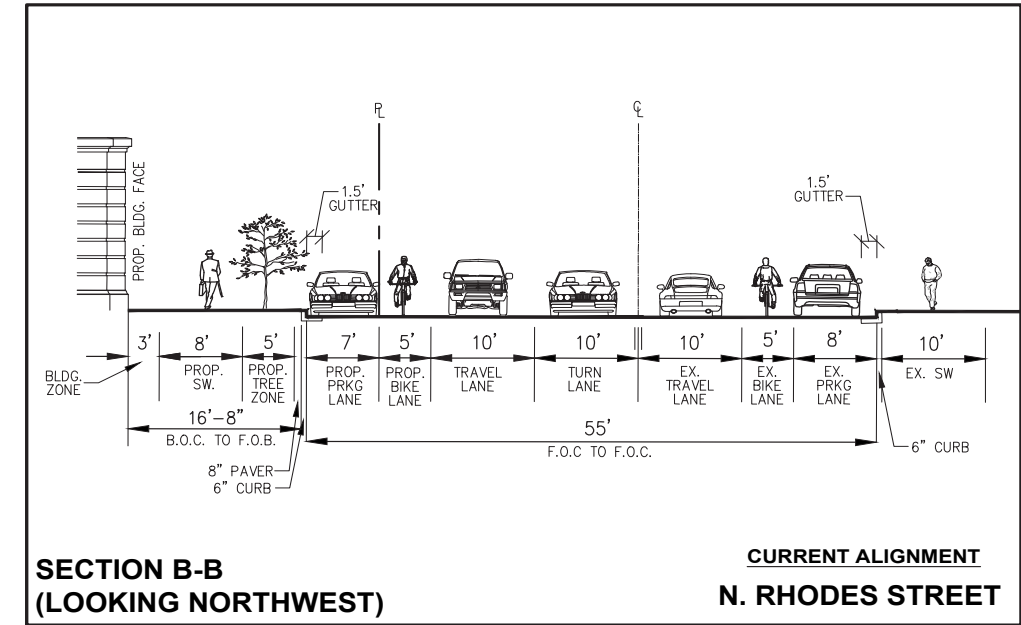 PL
CL
PROP. BLDG. FACE
1.5'
GUTTER
1.5'
GUTTER
3'
8'
5'
7'
5'
10'
10'
10'
5'
8'
10'
BLDG.
ZONE
PROP.
SW.
PROP.
TREE
ZONE
PROP.
PRKG
LANE
PROP.
BIKE
LANE
TRAVEL
LANE
TURN
LANE
EX.
TRAVEL
LANE
EX.
BIKE
LANE
EX.
PRKG
LANE
EX. SW
16'-8"
B.O.C. TO F.O.B.
55'
F.O.C TO F.O.C.
8" PAVER
6" CURB
6" CURB
SECTION B-B
(LOOKING NORTHWEST)
CURRENT ALIGNMENT
N. RHODES STREET